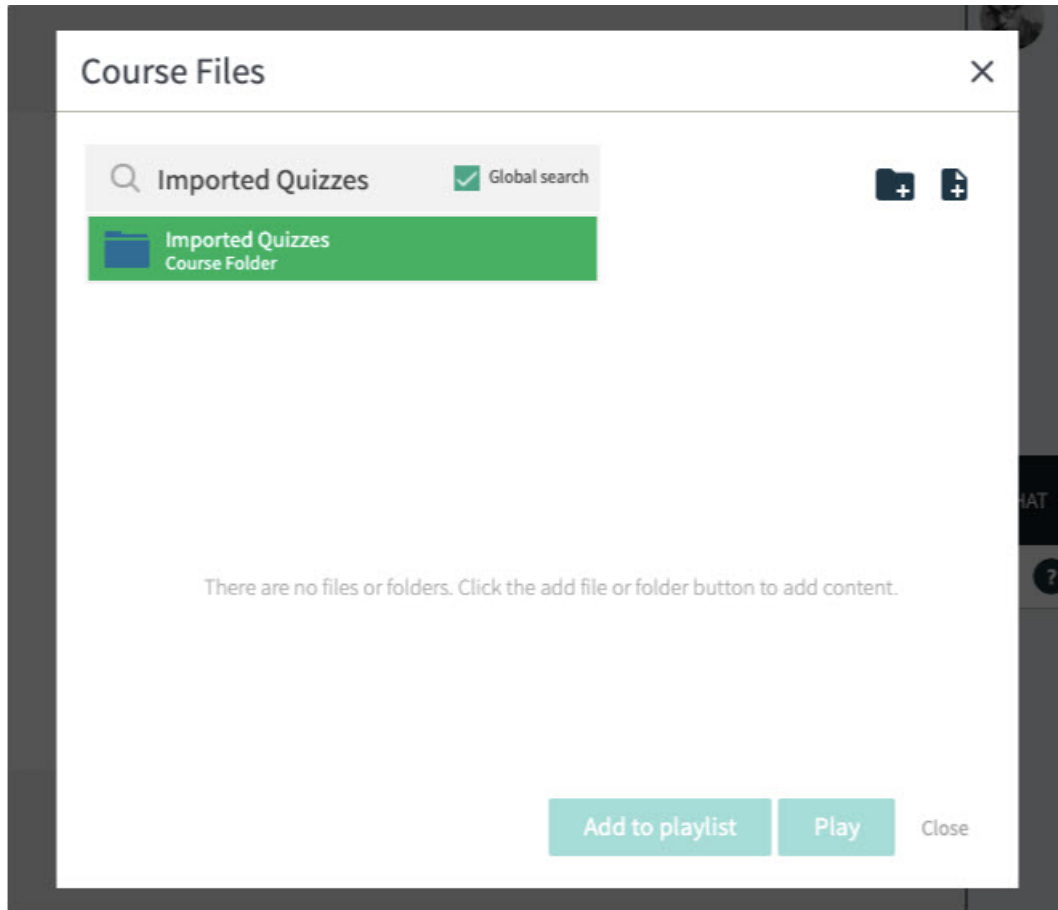 Course Files
Imported Quizzes
Global search
Imported Quizzes
Course Folder
HAT
?
There are no files or folders. Click the add file or folder button to add content.
Add to playlist
Play
Close